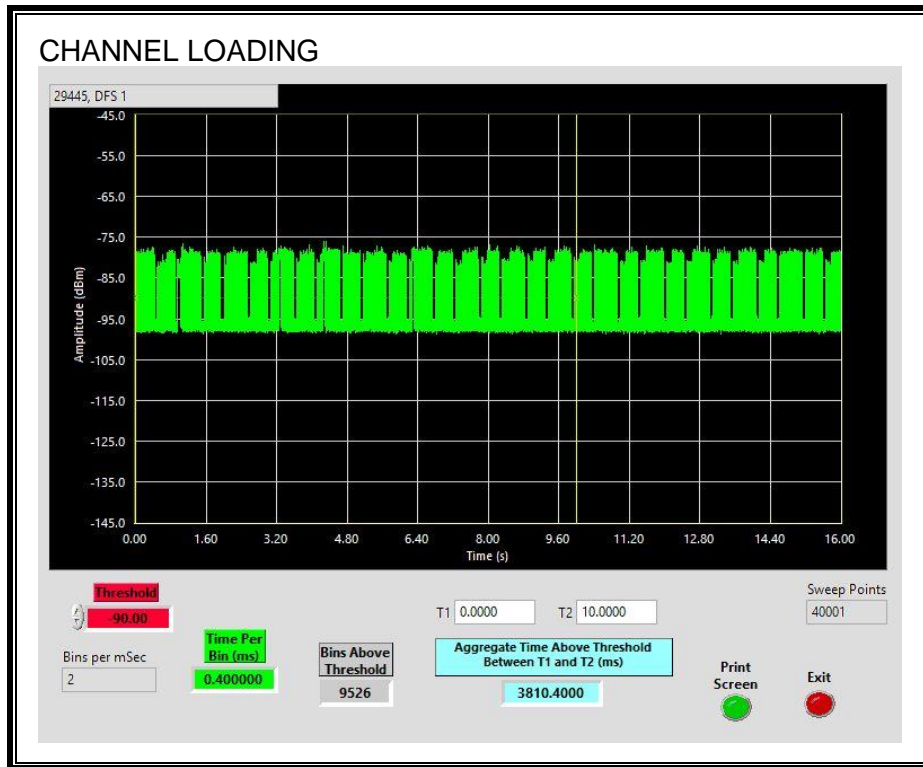 CHANNEL LOADING
29445, DFS 1
Amplitude (dBm)
-45.0
-55.0
-65.0
-75.0
-85.0
-95.0
-105.0
-115.0
-125.0
-135.0
-145.0
0.00 1.60 3.20 4.80 6.40 8.00 9.60 11.20 12.80 14.40 16.00
Time (s)
Threshold
-90.00
Bins per mSec
2
Time Per
Bin (ms)
0.400000
Bins Above
Threshold
9526
T1 0.0000 T2 10.0000
Aggregate Time Above Threshold
Between T1 and T2 (ms)
3810.4000
Print
Screen
Exit
Sweep Points
40001